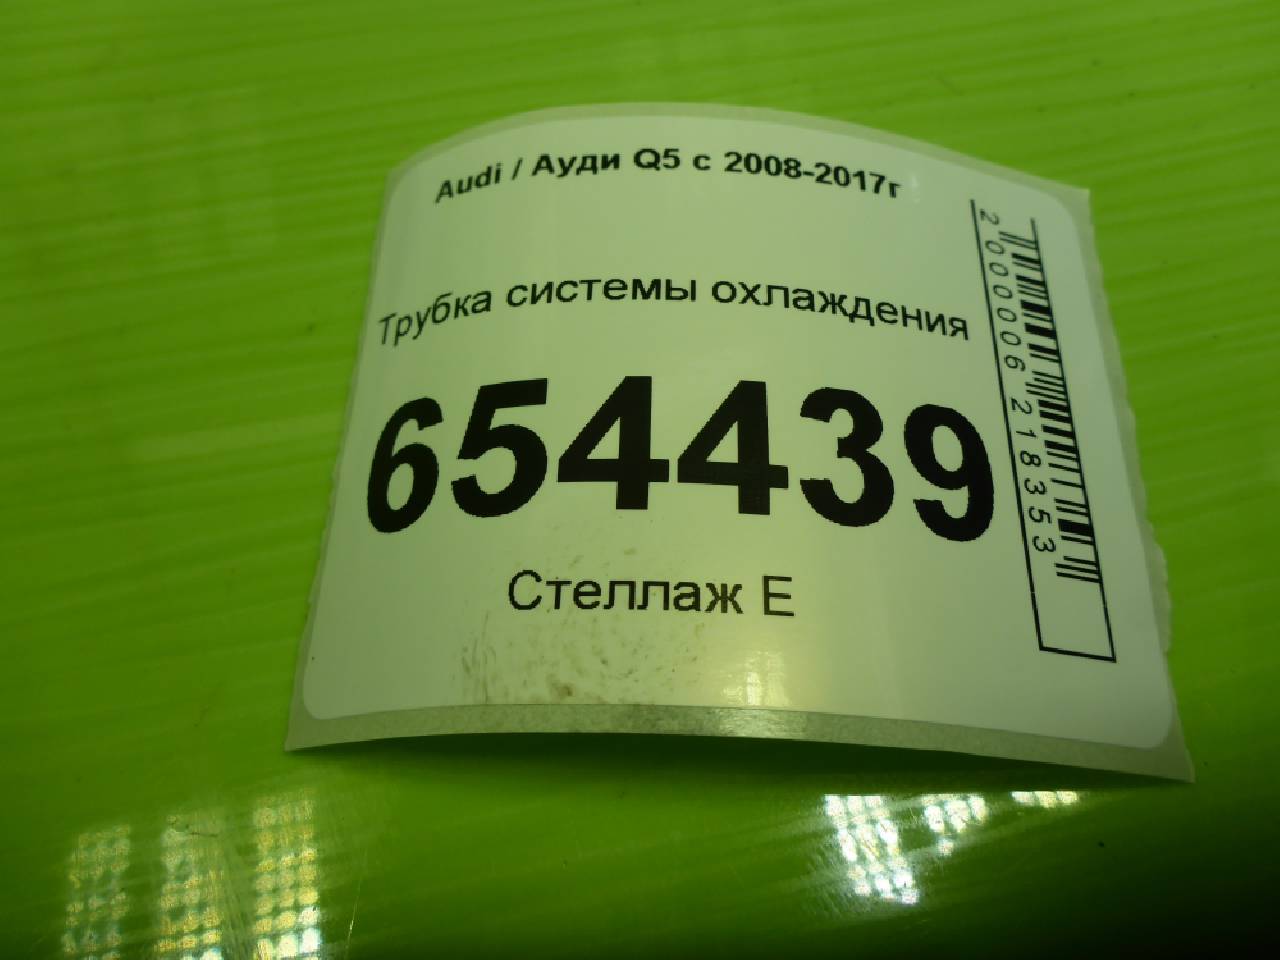 Audi / Ауди Q5 с 2008-2017г
Трубка системы охлаждения
654439
Стеллаж Е
2000006218353